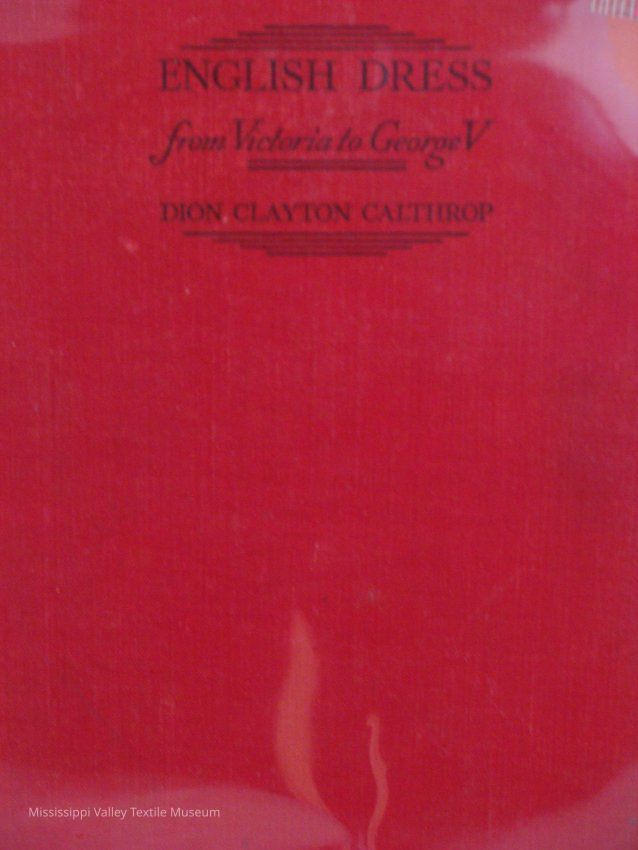 ENGLISH DRESS
from Victoria to George V
DION CLAYTON CALTHROP
Mississippi Valley Textile Museum